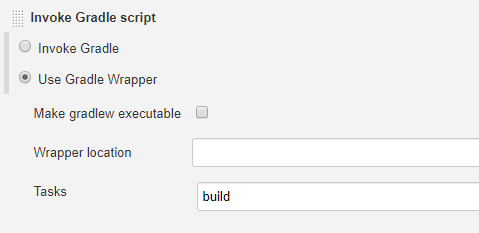 Invoke Gradle script
Invoke Gradle
Use Gradle Wrapper
Make gradlew executable
Wrapper location
Tasks
build